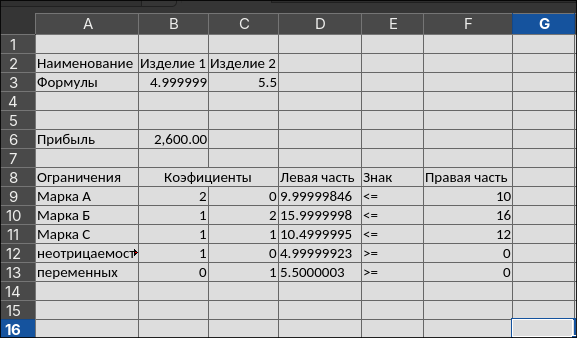 A B C D E F G
1
2 Наименование Изделие 1 Изделие 2
3 Формулы 4.999999 5.5
4
5
6 Прибыль 2,600.00
7
8 Ограничения Коэфициенты Левая часть Знак Правая часть
9 Марка А 2 0 9.99999846 <= 10
10 Марка Б 1 2 15.9999998 <= 16
11 Марка С 1 1 10.4999995 <= 12
12 неотрицаемост 1 0 4.99999923 >= 0
13 переменных 0 1 5.5000003 >= 0
14
15
16